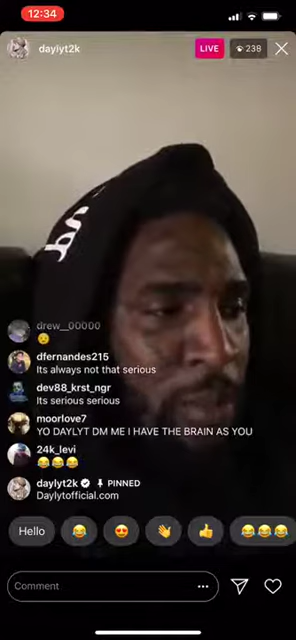 12:34
daylyt2k LIVE 238
drew__00000
😯
dfernandes215
Its always not that serious
dev88_krst_ngr
Its serious serious
moorlove7
YO DAYLYT DM ME I HAVE THE BRAIN AS YOU
24k_levi
😂😂😂
daylyt2k PINNED
Daylytofficial.com
Hello 😂 😍 👋 👍 😂😂😂
Comment